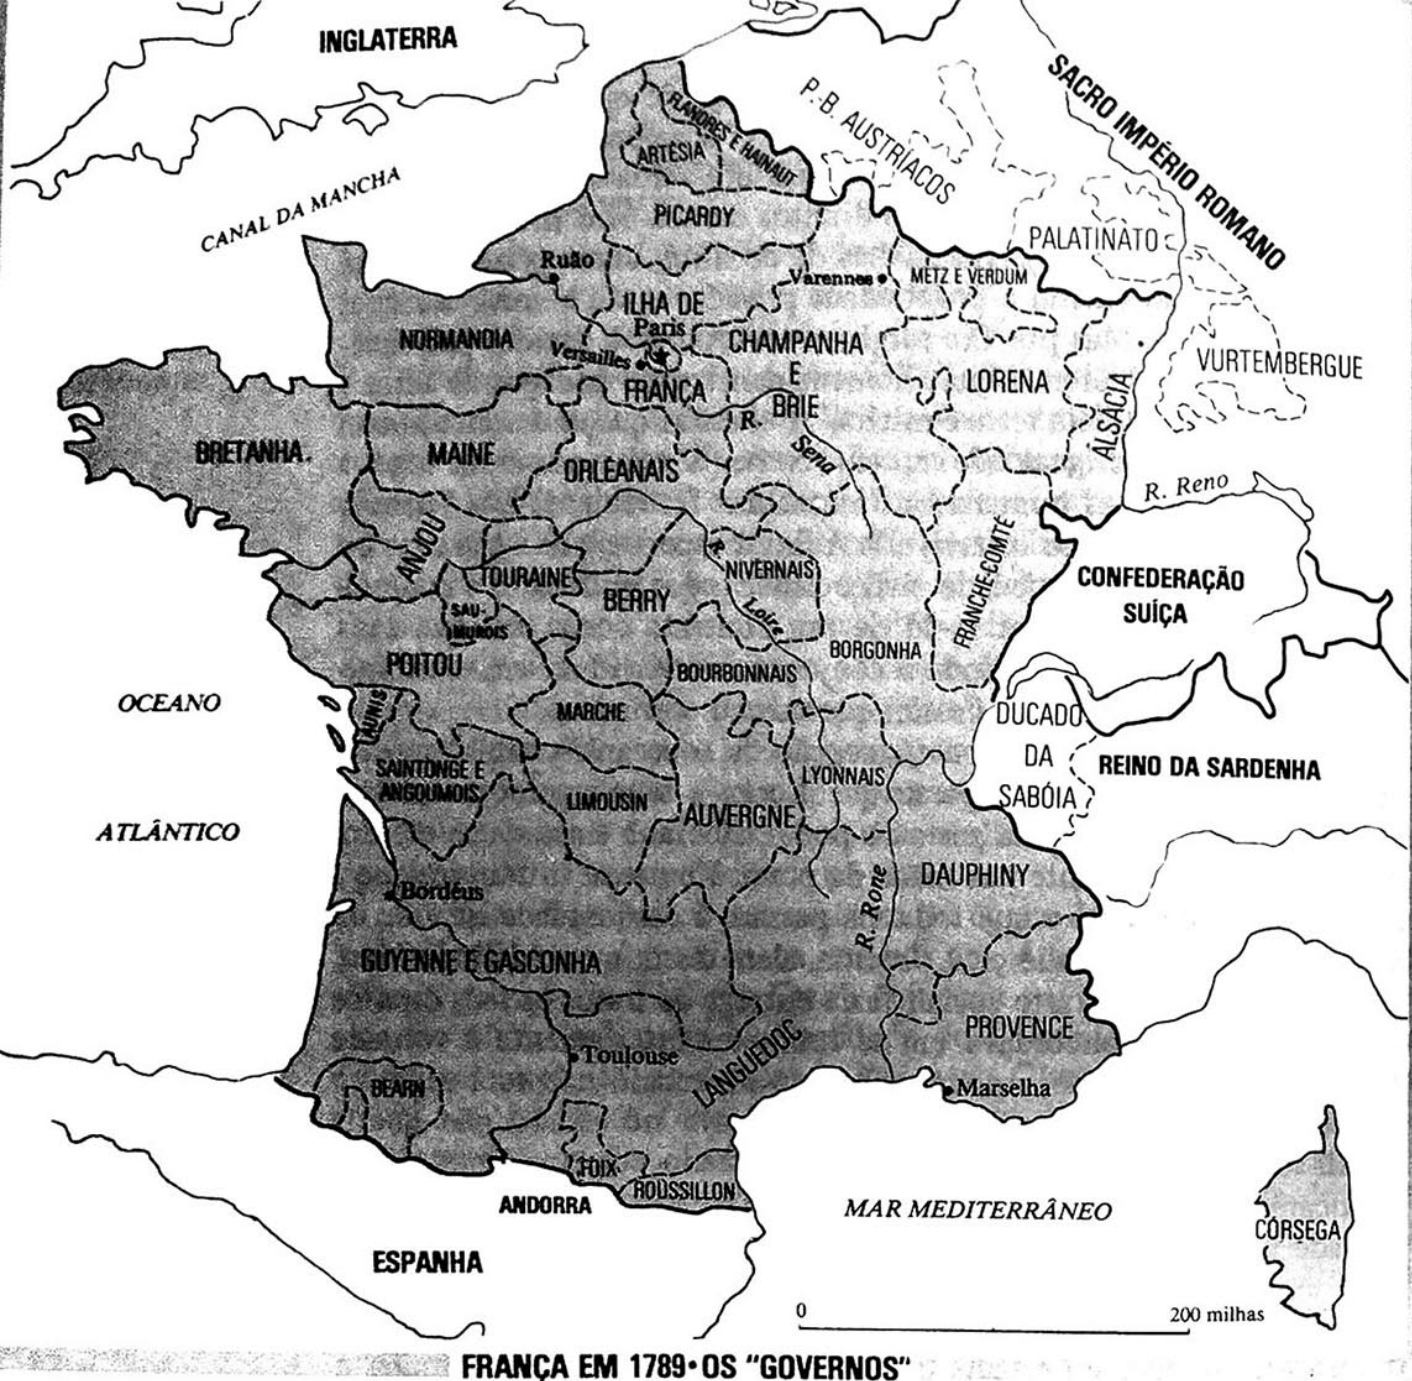 INGLATERRA
SACRO IMPÉRIO ROMANO
P.-B. AUSTRÍACOS
FLANDRES E HAINAUT
ARTÉSIA
CANAL DA MANCHA
PICARDY
PALATINATO
Ruão
Varennes
METZ E VERDUM
ILHA DE
Paris
NORMANDIA
CHAMPANHA
Versailles
VURTEMBERGUE
E
FRANÇA
LORENA
BRIE
R.
Sena
ALSÁCIA
BRETANHA
MAINE
ORLÉANAIS
R. Reno
ANJOU
FRANCHE-COMTÉ
R.
Loire
NIVERNAIS
TOURAINE
CONFEDERAÇÃO
SUÍÇA
BERRY
SAU-
MUROIS
BORGONHA
POITOU
BOURBONNAIS
OCEANO
ATLÂNTICO
AUNIS
MARCHE
DUCADO
DA
SABÓIA
REINO DA SARDENHA
SAINTONGE E
ANGOUMOIS
LYONNAIS
LIMOUSIN
AUVERGNE
DAUPHINY
Bordéus
R. Rone
GUYENNE E GASCONHA
PROVENCE
Toulouse
LANGUEDOC
BEARN
Marselha
FOIX
ROUSSILLON
ANDORRA
MAR MEDITERRÂNEO
CÓRSEGA
ESPANHA
0
200 milhas
FRANÇA EM 1789•OS "GOVERNOS"